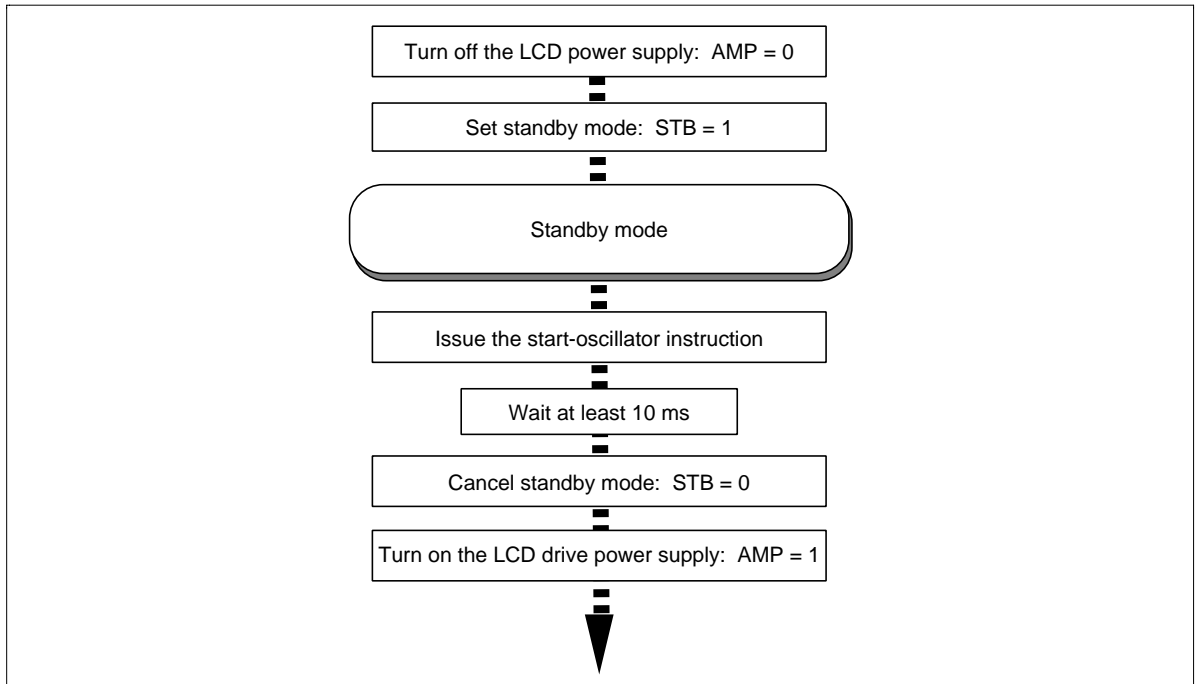 Turn off the LCD power supply: AMP = 0
Set standby mode: STB = 1
Standby mode
Issue the start-oscillator instruction
Wait at least 10 ms
Cancel standby mode: STB = 0
Turn on the LCD drive power supply: AMP = 1